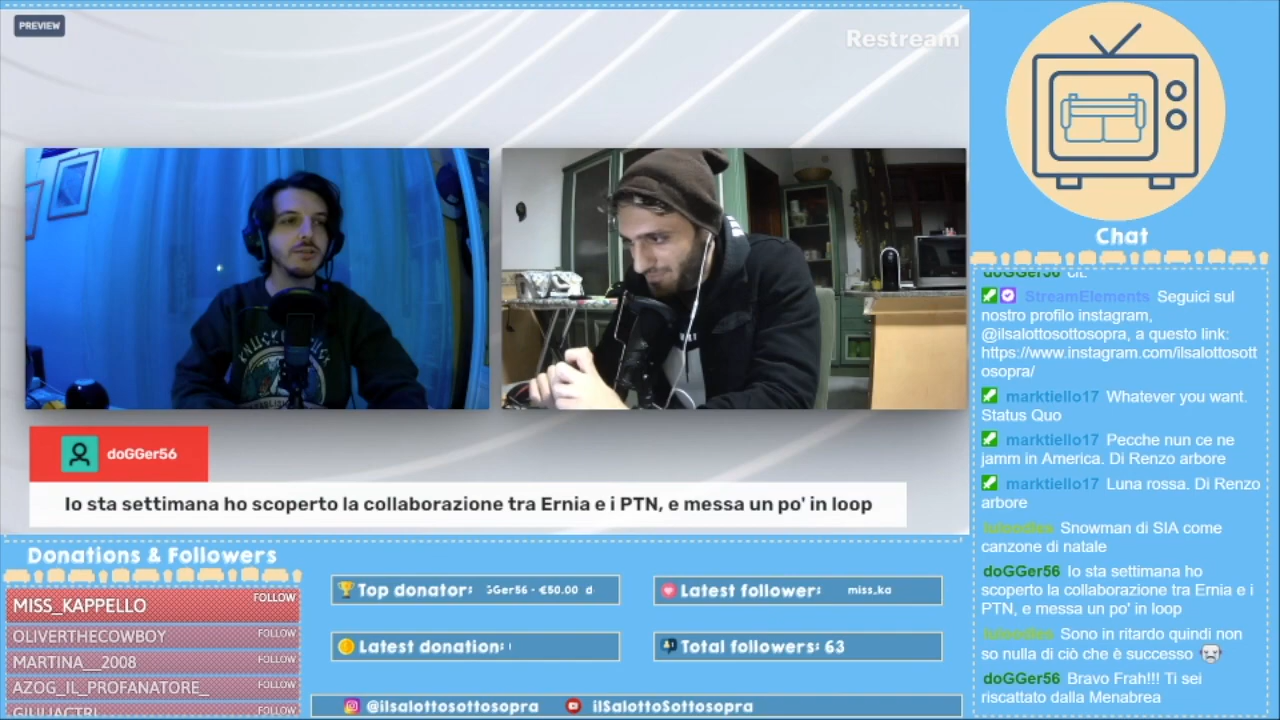 PREVIEW
Restream
doGGer56
Io sta settimana ho scoperto la collaborazione tra Ernia e i PTN, e messa un po' in loop
Donations & Followers
MISS_KAPPELLO FOLLOW
OLIVERTHECOWBOY FOLLOW
MARTINA__2008 FOLLOW
AZOG_IL_PROFANATORE_ FOLLOW
FOLLOW
Top donator: GGer56 - €50.00 d
Latest follower: miss_ka
Latest donation:
Total followers: 63
@ilsalottosottosopra
ilSalottoSottosopra
Chat
doGGer56 cit.
StreamElements Seguici sul
nostro profilo instagram,
@ilsalottosottosopra, a questo link:
https://www.instagram.com/ilsalottosott
osopra/
marktiello17 Whatever you want.
Status Quo
marktiello17 Pecche nun ce ne
jamm in America. Di Renzo arbore
marktiello17 Luna rossa. Di Renzo
arbore
Snowman di SIA come
canzone di natale
doGGer56 Io sta settimana ho
scoperto la collaborazione tra Ernia e i
PTN, e messa un po' in loop
Sono in ritardo quindi non
so nulla di ciò che è successo
doGGer56 Bravo Frah!!! Ti sei
riscattato dalla Menabrea